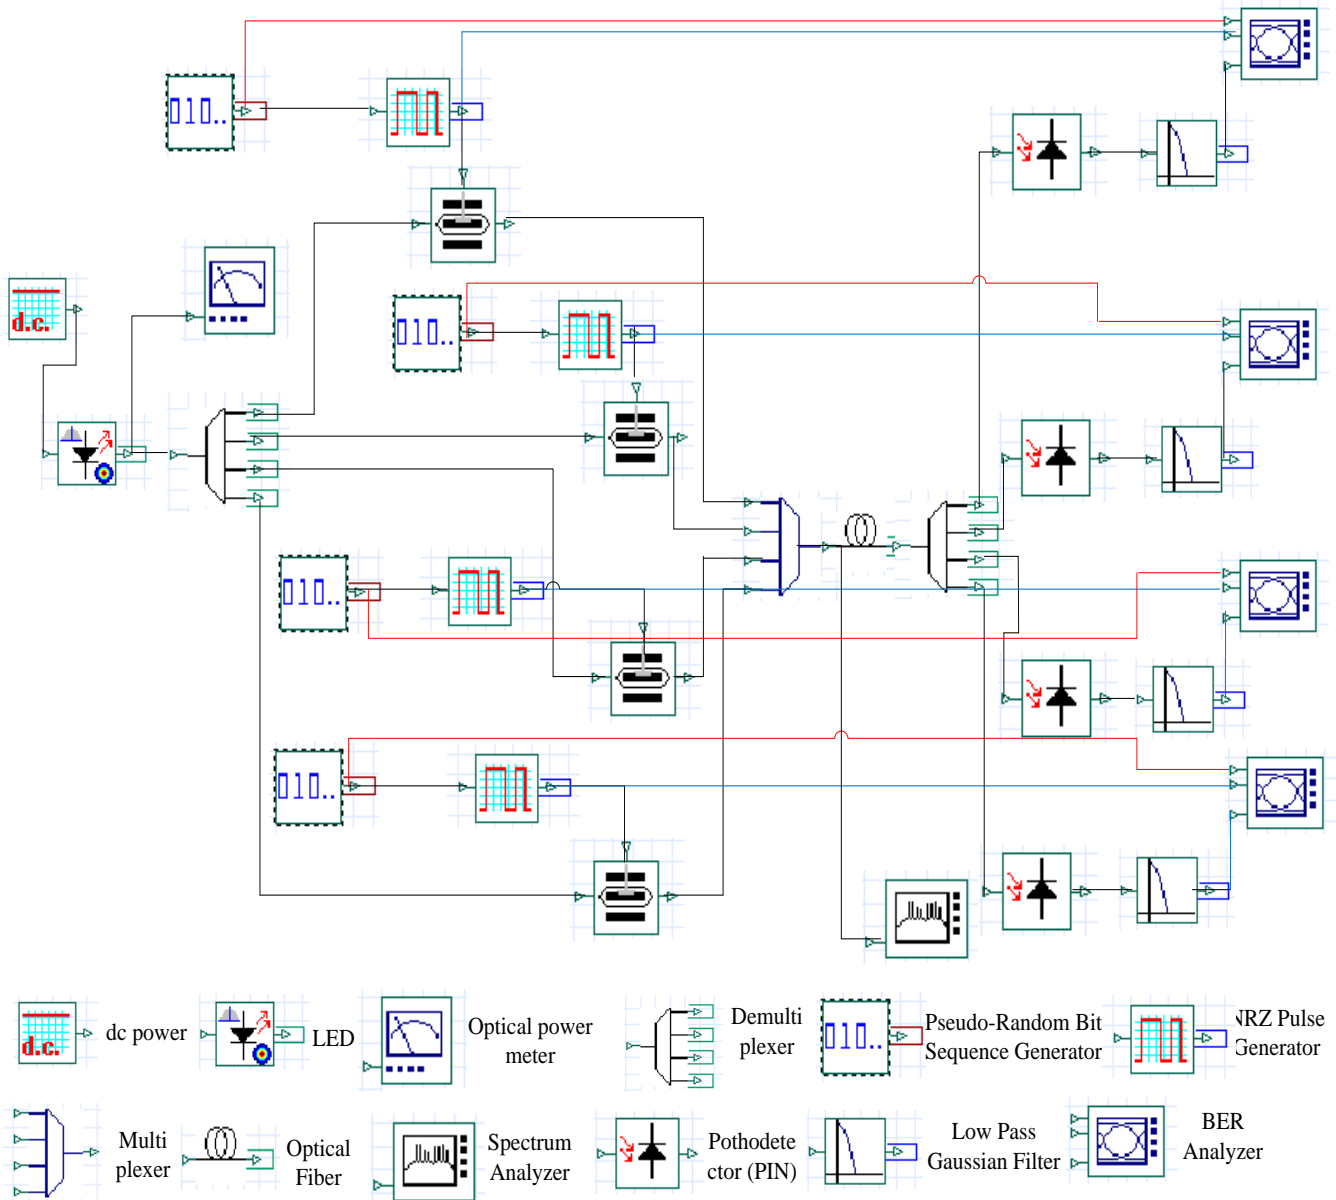 010..
d.c.
010..
010..
010..
d.c.
dc power
LED
Optical power
meter
Demulti
plexer
010..
Pseudo-Random Bit
Sequence Generator
NRZ Pulse
Generator
Multi
plexer
Optical
Fiber
Spectrum
Analyzer
Pothodete
ctor (PIN)
Low Pass
Gaussian Filter
BER
Analyzer